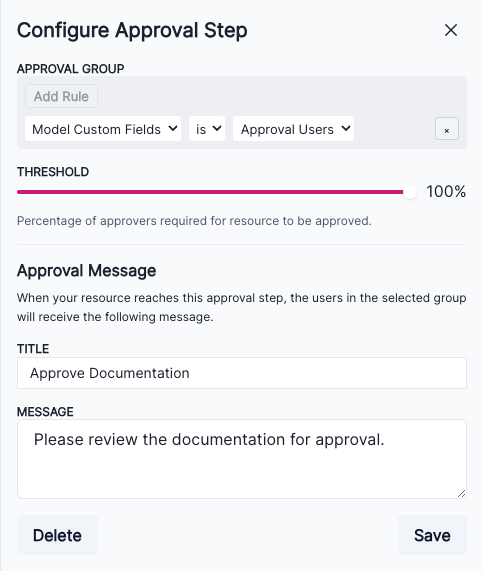 Configure Approval Step
APPROVAL GROUP
Add Rule
Model Custom Fields is Approval Users ×
THRESHOLD
100%
Percentage of approvers required for resource to be approved.
Approval Message
When your resource reaches this approval step, the users in the selected group
will receive the following message.
TITLE
Approve Documentation
MESSAGE
Please review the documentation for approval.
Delete Save